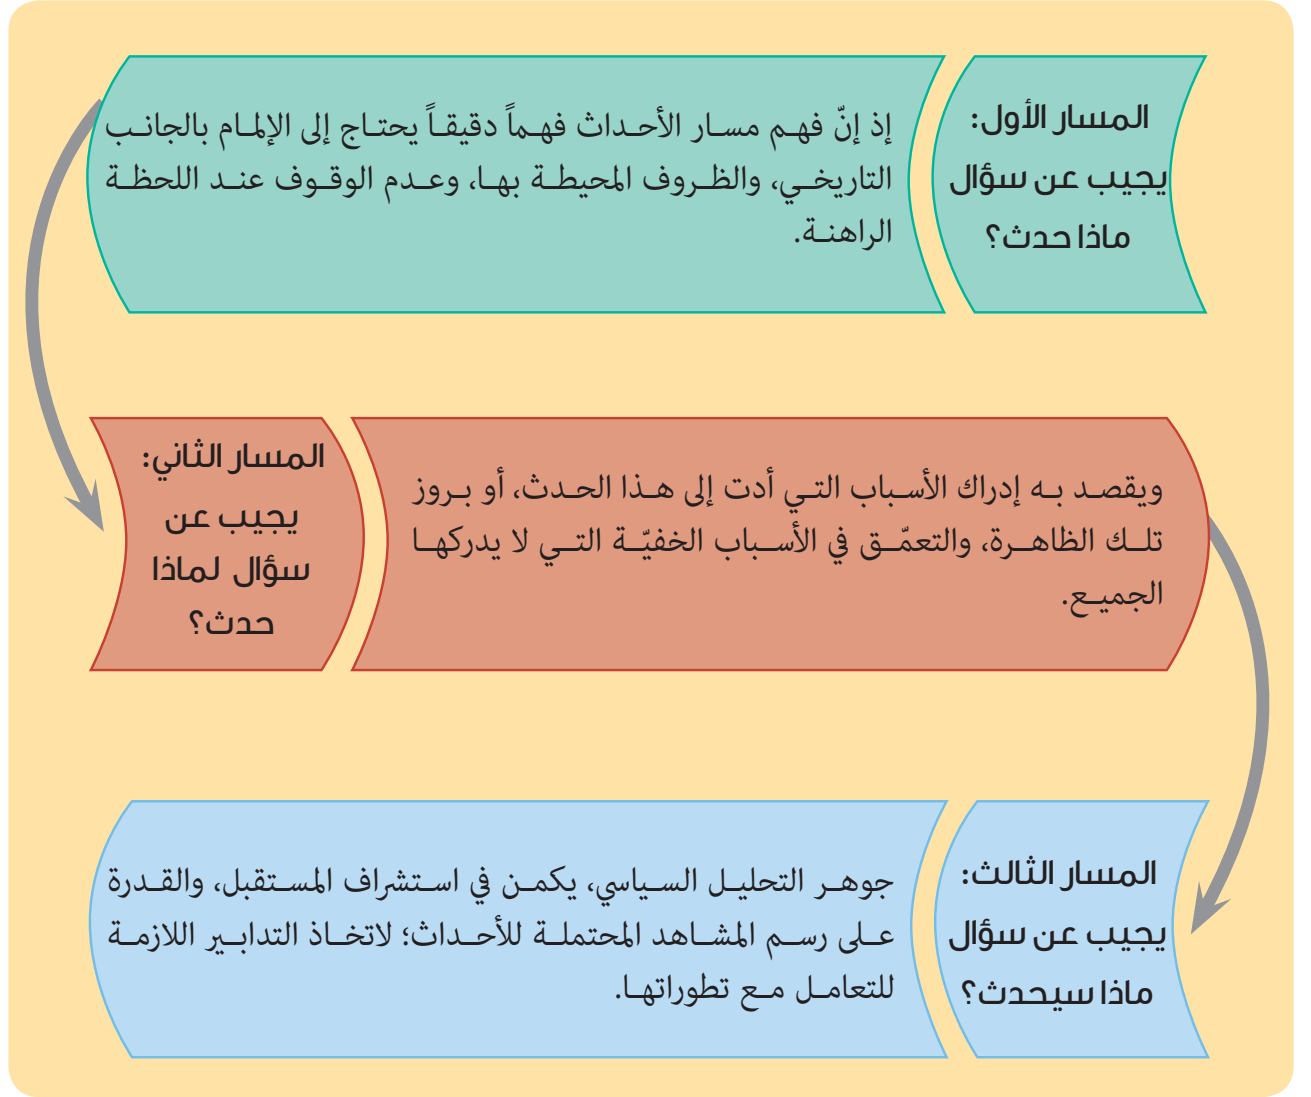 المسار الأول:
يجيب عن سؤال
ماذا حدث؟
إذ إنّ فهم مسار الأحداث فهماً دقيقاً يحتاج إلى الإلمام بالجانب
التاريخي، والظروف المحيطة بها، وعدم الوقوف عند اللحظة
الراهنة.
المسار الثاني:
يجيب عن
سؤال لماذا
حدث؟
ويقصد به إدراك الأسباب التي أدت إلى هذا الحدث، أو بروز
تلك الظاهرة، والتعمّق في الأسباب الخفيّة التي لا يدركها
الجميع.
المسار الثالث:
يجيب عن سؤال
ماذا سيحدث؟
جوهر التحليل السياسي، يكمن في استشراف المستقبل، والقدرة
على رسم المشاهد المحتملة للأحداث؛ لاتخاذ التدابير اللازمة
للتعامل مع تطوراتها.